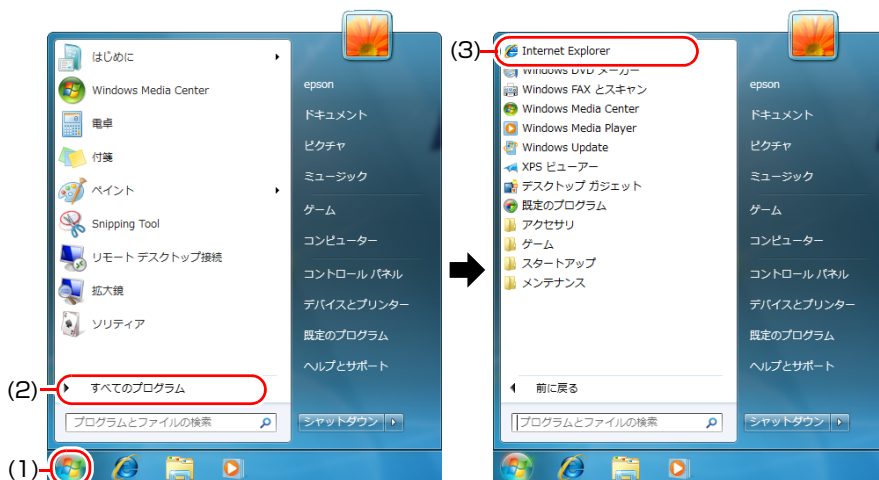 はじめに
Windows Media Center
電卓
付箋
ペイント
Snipping Tool
リモート デスクトップ接続
拡大鏡
ソリティア
(2)
すべてのプログラム
プログラムとファイルの検索
(1)
epson
ドキュメント
ピクチャ
ミュージック
ゲーム
コンピューター
コントロール パネル
デバイスとプリンター
既定のプログラム
ヘルプとサポート
シャットダウン
(3)
Internet Explorer
Windows DVD メーカー
Windows FAX とスキャン
Windows Media Center
Windows Media Player
Windows Update
XPS ビューアー
デスクトップ ガジェット
既定のプログラム
アクセサリ
ゲーム
スタートアップ
メンテナンス
前に戻る
プログラムとファイルの検索
epson
ドキュメント
ピクチャ
ミュージック
ゲーム
コンピューター
コントロール パネル
デバイスとプリンター
既定のプログラム
ヘルプとサポート
シャットダウン